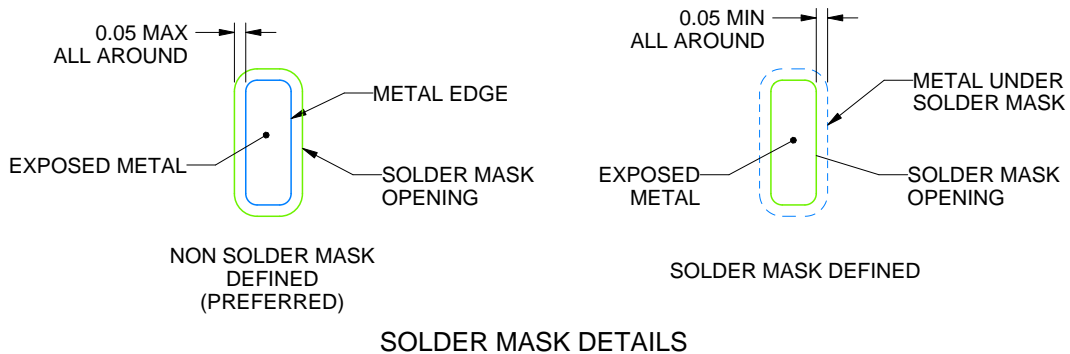 0.05 MAX
ALL AROUND
METAL EDGE
EXPOSED METAL
SOLDER MASK
OPENING
NON SOLDER MASK
DEFINED
(PREFERRED)
0.05 MIN
ALL AROUND
METAL UNDER
SOLDER MASK
EXPOSED
METAL
SOLDER MASK
OPENING
SOLDER MASK DEFINED
SOLDER MASK DETAILS